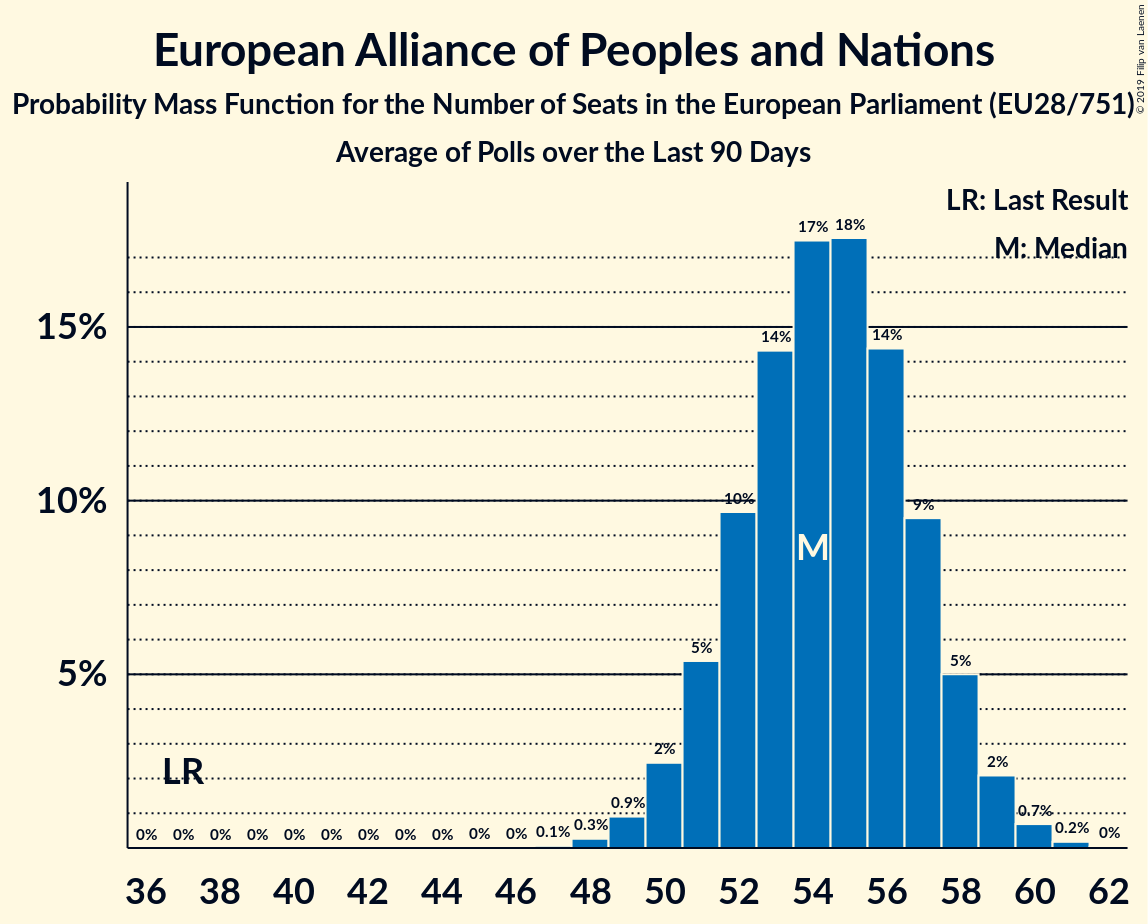 European Alliance of Peoples and Nations
Probability Mass Function for the Number of Seats in the European Parliament (EU28/751)
Average of Polls over the Last 90 Days
© 2019 Filip van Laenen
LR: Last Result
M: Median
15%
10%
5%
0% 0% 0% 0% 0% 0% 0% 0% 0% 0% 0% 0.1% 0.3% 0.9% 2% 5% 10% 14% 17% 18% 14% 9% 5% 2% 0.7% 0.2% 0%
LR
M
36 38 40 42 44 46 48 50 52 54 56 58 60 62